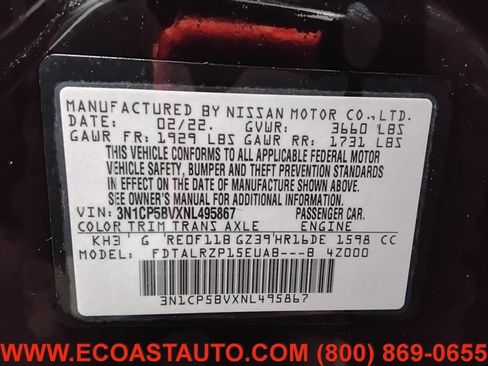 MANUFACTURED BY NISSAN MOTOR CO.,LTD.
DATE: 02/22. GVWR: 3660 LBS
GAWR FR: 1929 LBS GAWR RR: 1731 LBS
THIS VEHICLE CONFORMS TO ALL APPLICABLE FEDERAL MOTOR
VEHICLE SAFETY, BUMPER AND THEFT PREVENTION STANDARDS
IN EFFECT ON THE DATE OF MANUFACTURE SHOWN ABOVE.
SEE OWNER'S MANUAL FOR ADDITIONAL INFORMATION.
VIN: 3N1CP5BVXNL495867 PASSENGER CAR.
COLOR TRIM TRANS AXLE ENGINE
KH3 G RE0F11B GZ39 HR16DE 1598 CC
MODEL: FDTALRZP15EUA8---B 4Z000
3N1CP5BVXNL495867
WWW.ECOASTAUTO.COM (800) 869-0655